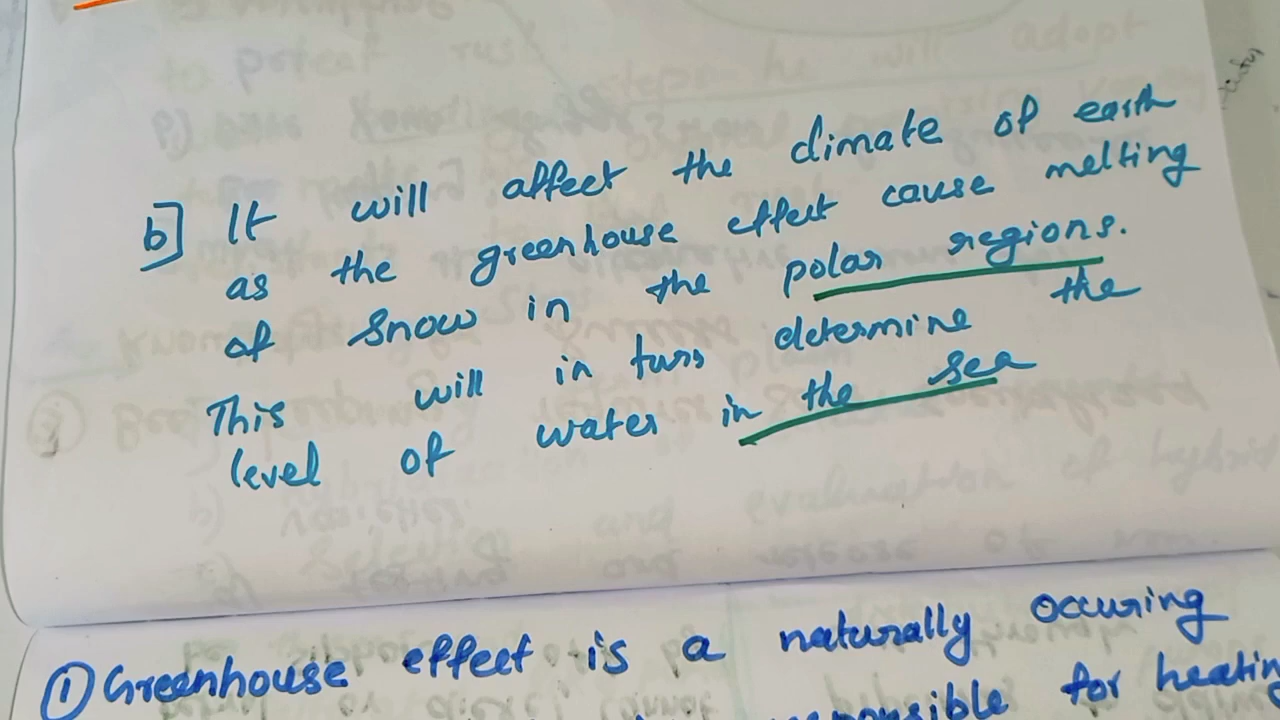 b] It will affect the climate of earth
as the greenhouse effect cause melting
of snow in the polar regions.
This will in turn determine the
level of water in the sea
① Greenhouse effect is a naturally occuring
for heating